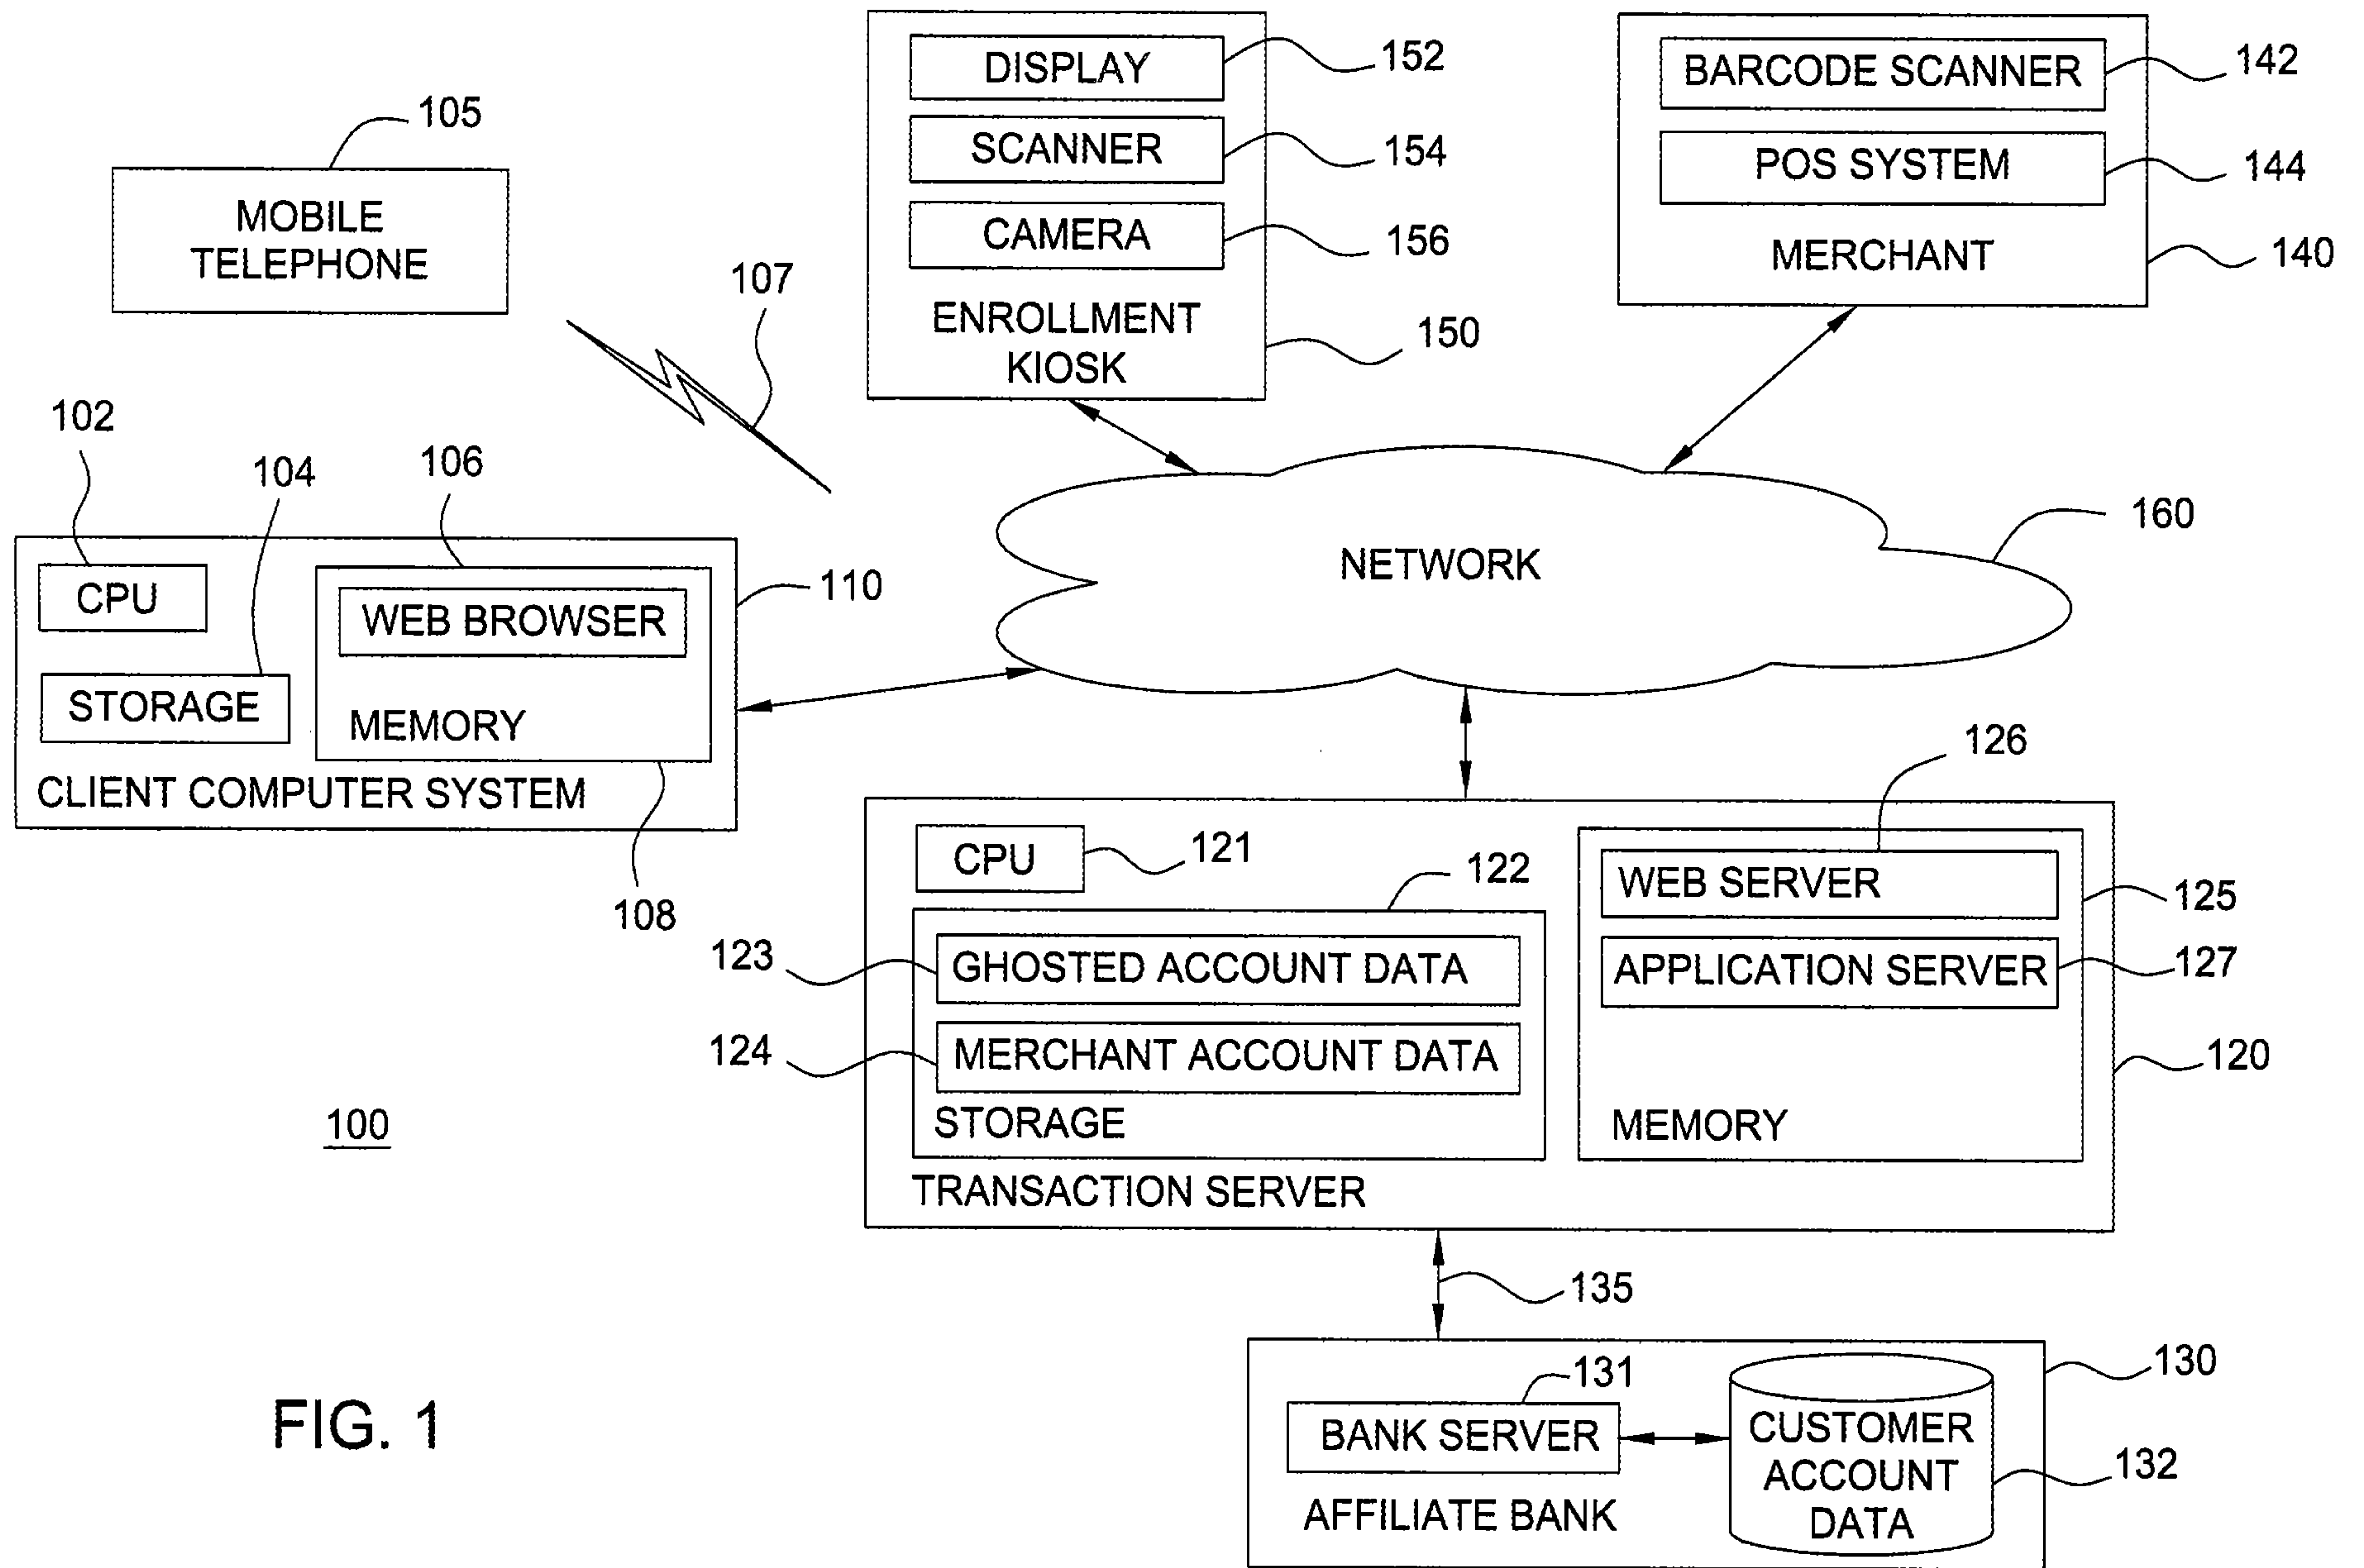 105
MOBILE
TELEPHONE
107
DISPLAY
152
SCANNER
154
CAMERA
156
ENROLLMENT
KIOSK
150
BARCODE SCANNER
142
POS SYSTEM
144
MERCHANT
140
102
104
106
CPU
WEB BROWSER
110
STORAGE
MEMORY
CLIENT COMPUTER SYSTEM
108
NETWORK
160
CPU
121
122
126
WEB SERVER
125
123
GHOSTED ACCOUNT DATA
APPLICATION SERVER
127
124
MERCHANT ACCOUNT DATA
120
STORAGE
MEMORY
TRANSACTION SERVER
100
135
130
131
BANK SERVER
CUSTOMER
ACCOUNT
DATA
132
AFFILIATE BANK
FIG. 1